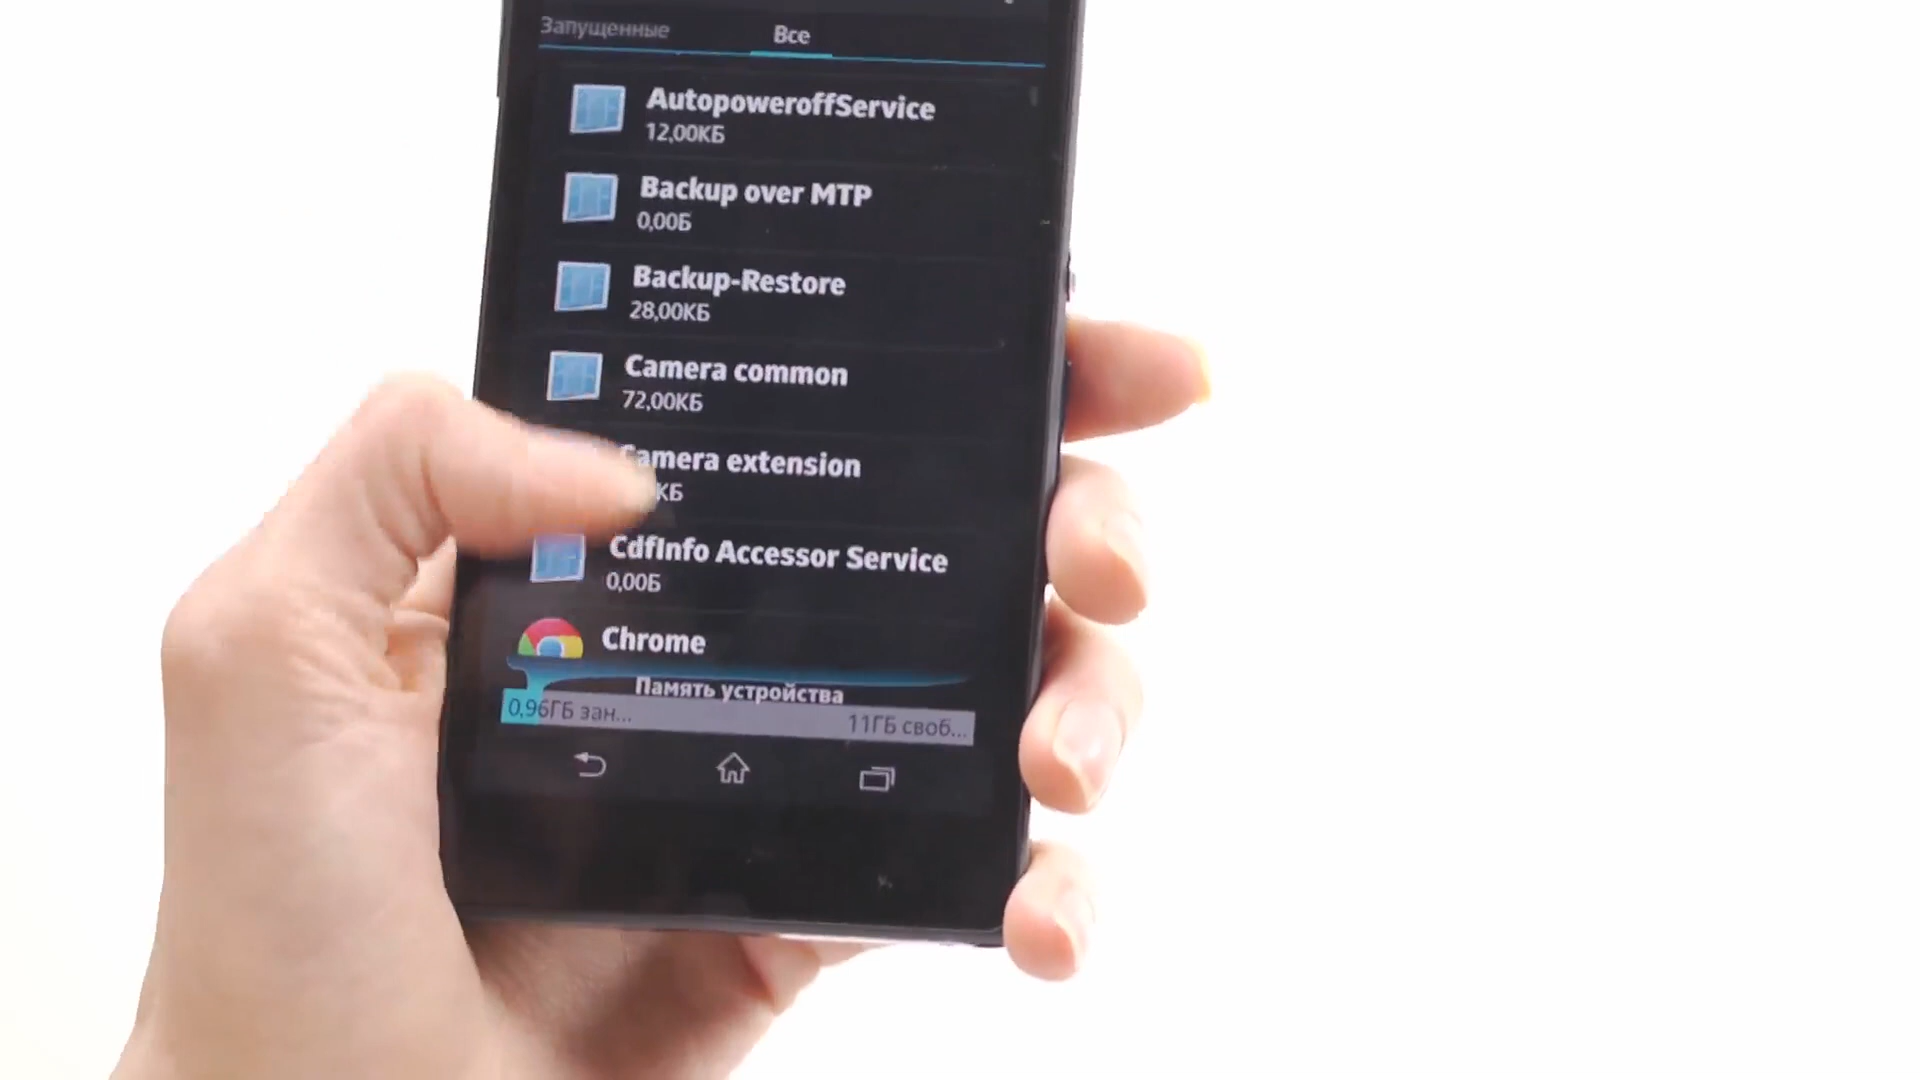 Запущенные
Все
AutopoweroffService
12,00КБ
Backup over MTP
0,00Б
Backup-Restore
28,00КБ
Camera common
72,00КБ
Camera extension
КБ
CdfInfo Accessor Service
0,00Б
Chrome
Память устройства
0,96ГБ зан...
11ГБ своб...